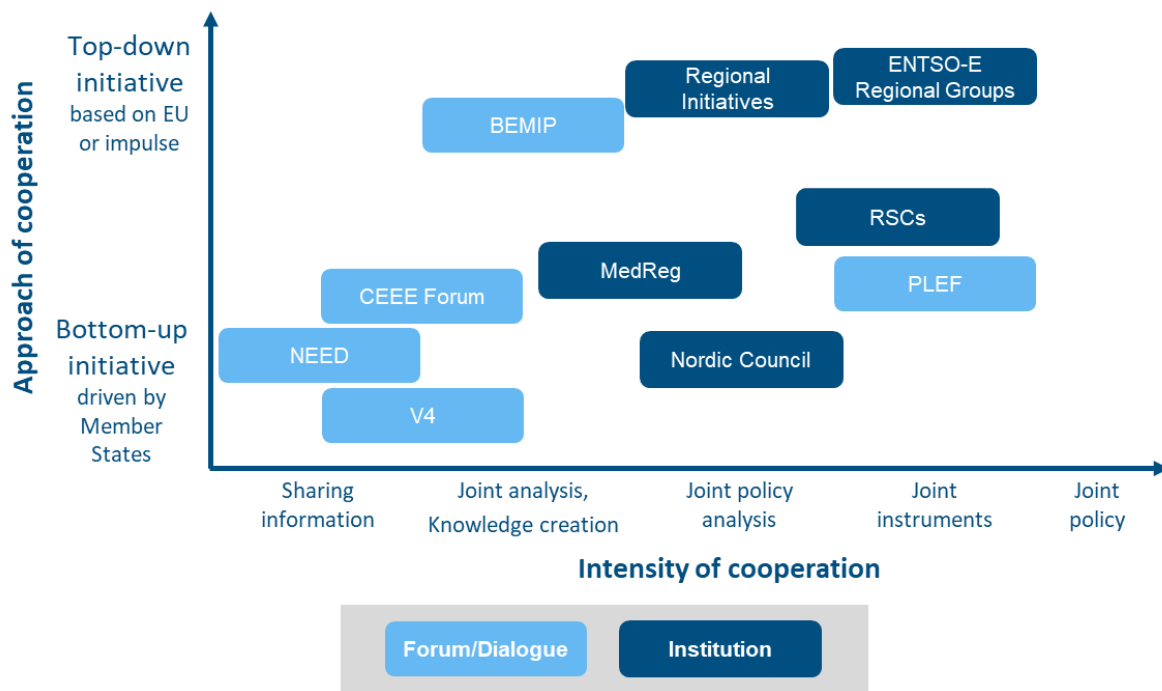 Approach of cooperation
Top-down
initiative
based on EU
or impulse
Bottom-up
initiative
driven by
Member
States
Regional
Initiatives
ENTSO-E
Regional Groups
BEMIP
RSCs
MedReg
CEEE Forum
PLEF
NEED
Nordic Council
V4
Sharing
information
Joint analysis,
Knowledge creation
Joint policy
analysis
Joint
instruments
Joint
policy
Intensity of cooperation
Forum/Dialogue
Institution